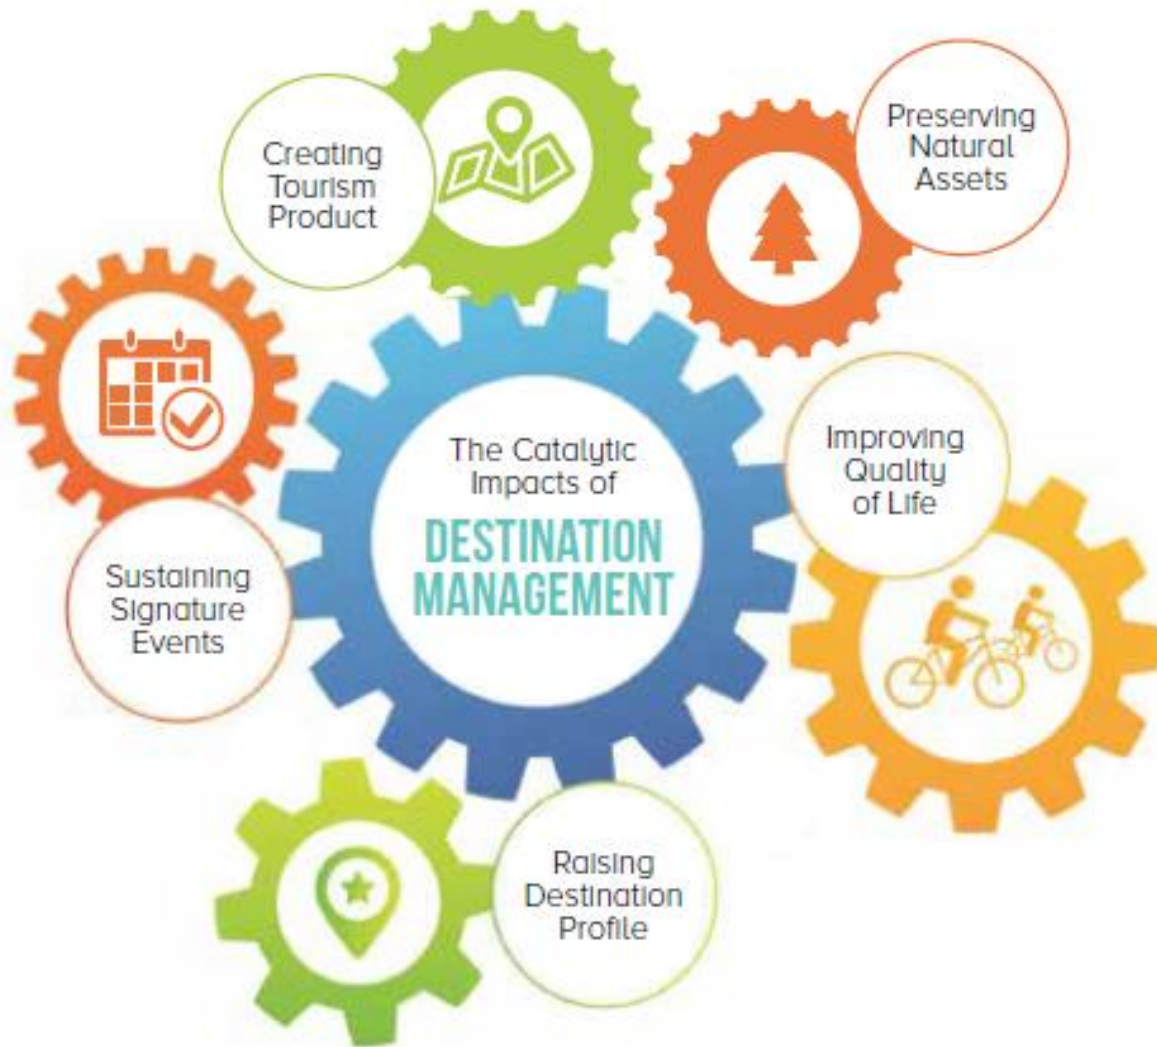 Creating
Tourism
Product
Preserving
Natural
Assets
The Catalytic
Impacts of
DESTINATION
MANAGEMENT
Improving
Quality
of Life
Sustaining
Signature
Events
Raising
Destination
Profile